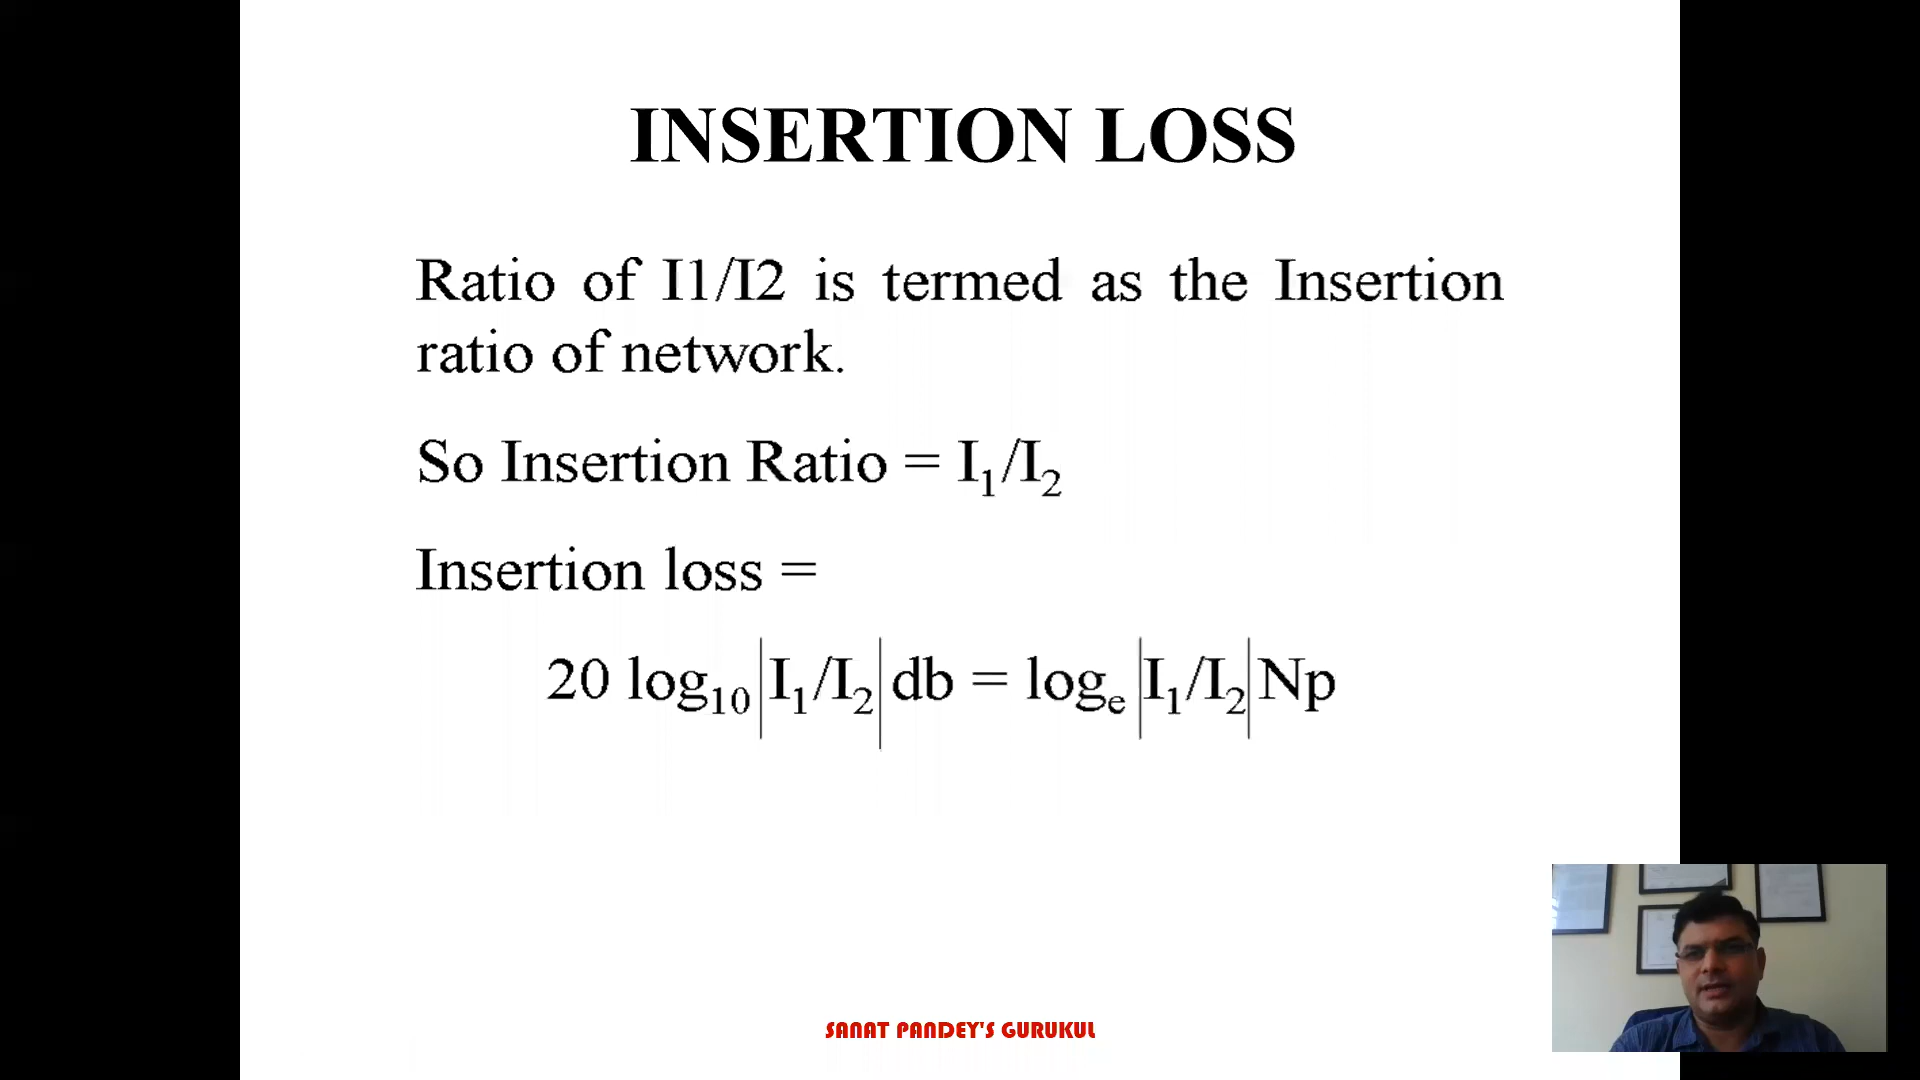 INSERTION LOSS
Ratio of I1/I2 is termed as the Insertion
ratio of network.
So Insertion Ratio = I₁/I₂
Insertion loss =
20 log₁₀|I₁/I₂| db = logₑ|I₁/I₂| Np
SANAT PANDEY'S GURUKUL